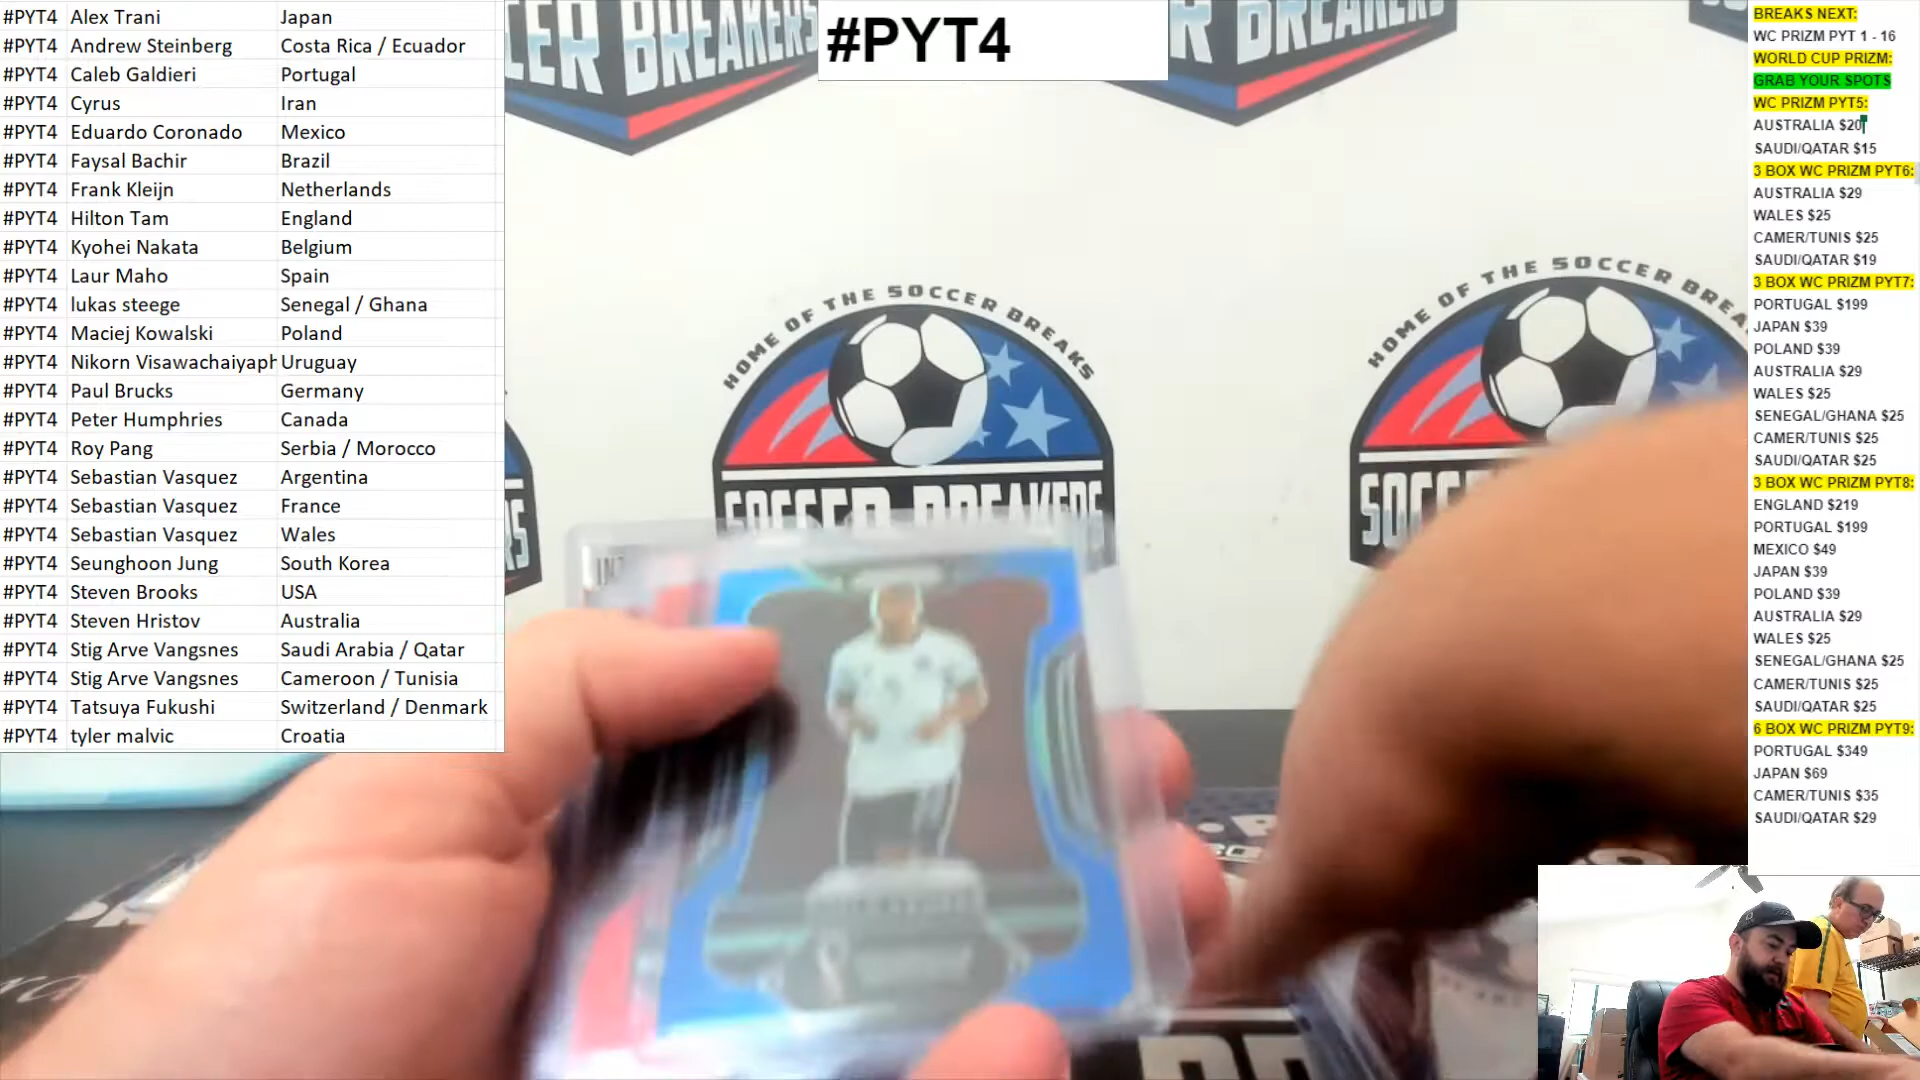 #PYT4 Alex Trani Japan
#PYT4 Andrew Steinberg Costa Rica / Ecuador
#PYT4 Caleb Galdieri Portugal
#PYT4 Cyrus Iran
#PYT4 Eduardo Coronado Mexico
#PYT4 Faysal Bachir Brazil
#PYT4 Frank Kleijn Netherlands
#PYT4 Hilton Tam England
#PYT4 Kyohei Nakata Belgium
#PYT4 Laur Maho Spain
#PYT4 lukas steege Senegal / Ghana
#PYT4 Maciej Kowalski Poland
#PYT4 Nikorn Visawachaiyaph Uruguay
#PYT4 Paul Brucks Germany
#PYT4 Peter Humphries Canada
#PYT4 Roy Pang Serbia / Morocco
#PYT4 Sebastian Vasquez Argentina
#PYT4 Sebastian Vasquez France
#PYT4 Sebastian Vasquez Wales
#PYT4 Seunghoon Jung South Korea
#PYT4 Steven Brooks USA
#PYT4 Steven Hristov Australia
#PYT4 Stig Arve Vangsnes Saudi Arabia / Qatar
#PYT4 Stig Arve Vangsnes Cameroon / Tunisia
#PYT4 Tatsuya Fukushi Switzerland / Denmark
#PYT4 tyler malvic Croatia
#PYT4
BREAKERS
BREAKERS
HOME OF THE SOCCER BREAKS
SOCCER BREAKERS
HOME OF THE SOCCER BREA
SOCC
BREAKS NEXT:
WC PRIZM PYT 1 - 16
WORLD CUP PRIZM:
GRAB YOUR SPOTS
WC PRIZM PYT5:
AUSTRALIA $20
SAUDI/QATAR $15
3 BOX WC PRIZM PYT6:
AUSTRALIA $29
WALES $25
CAMER/TUNIS $25
SAUDI/QATAR $19
3 BOX WC PRIZM PYT7:
PORTUGAL $199
JAPAN $39
POLAND $39
AUSTRALIA $29
WALES $25
SENEGAL/GHANA $25
CAMER/TUNIS $25
SAUDI/QATAR $25
3 BOX WC PRIZM PYT8:
ENGLAND $219
PORTUGAL $199
MEXICO $49
JAPAN $39
POLAND $39
AUSTRALIA $29
WALES $25
SENEGAL/GHANA $25
CAMER/TUNIS $25
SAUDI/QATAR $25
6 BOX WC PRIZM PYT9:
PORTUGAL $349
JAPAN $69
CAMER/TUNIS $35
SAUDI/QATAR $29